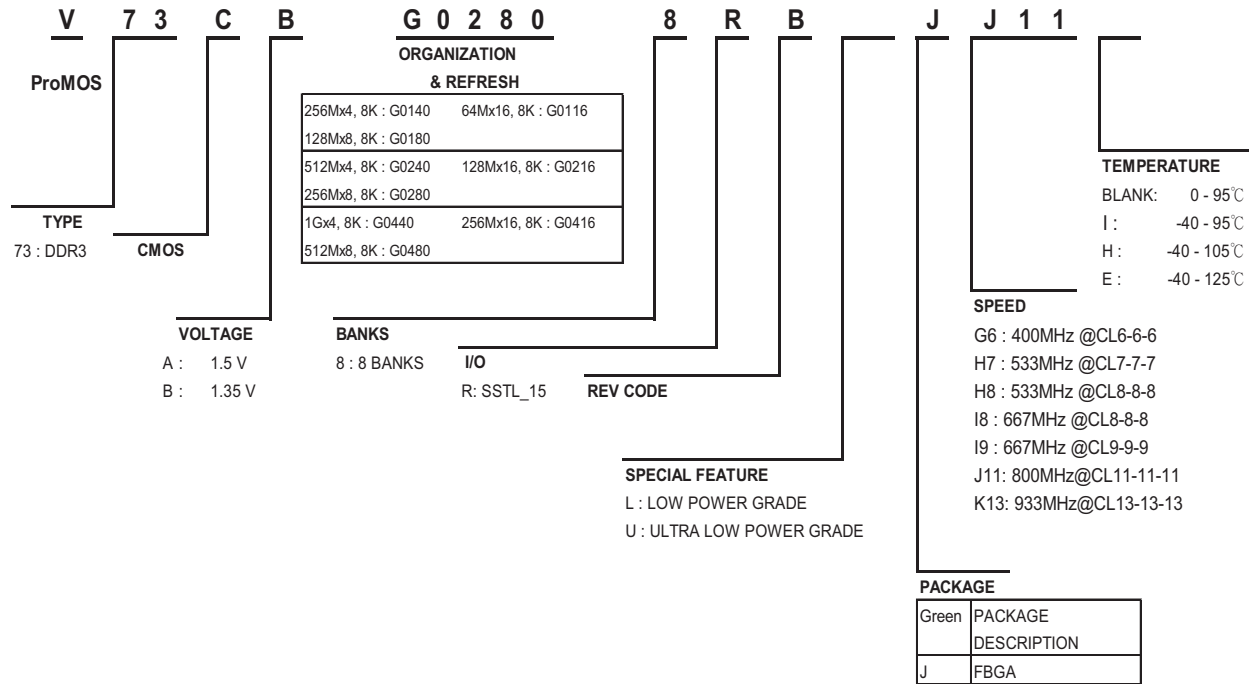 V 7 3 C B G 0 2 8 0 8 R B J J 1 1
ProMOS
ORGANIZATION
& REFRESH
256Mx4, 8K : G0140 64Mx16, 8K : G0116
128Mx8, 8K : G0180
512Mx4, 8K : G0240 128Mx16, 8K : G0216
256Mx8, 8K : G0280
1Gx4, 8K : G0440 256Mx16, 8K : G0416
512Mx8, 8K : G0480
TYPE
73 : DDR3
CMOS
VOLTAGE
A : 1.5 V
B : 1.35 V
BANKS
8 : 8 BANKS
I/O
R: SSTL_15
REV CODE
SPECIAL FEATURE
L : LOW POWER GRADE
U : ULTRA LOW POWER GRADE
TEMPERATURE
BLANK: 0 - 95℃
I : -40 - 95℃
H : -40 - 105℃
E : -40 - 125℃
SPEED
G6 : 400MHz @CL6-6-6
H7 : 533MHz @CL7-7-7
H8 : 533MHz @CL8-8-8
I8 : 667MHz @CL8-8-8
I9 : 667MHz @CL9-9-9
J11: 800MHz@CL11-11-11
K13: 933MHz@CL13-13-13
PACKAGE
Green PACKAGE
DESCRIPTION
J FBGA